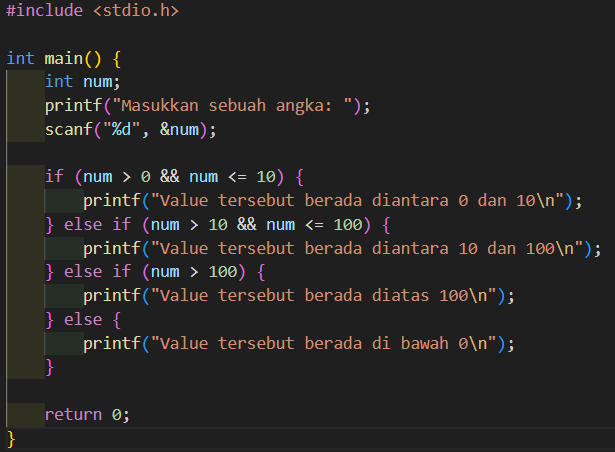 #include <stdio.h>
int main() {
int num;
printf("Masukkan sebuah angka: ");
scanf("%d", &num);
if (num > 0 && num <= 10) {
printf("Value tersebut berada diantara 0 dan 10\n");
} else if (num > 10 && num <= 100) {
printf("Value tersebut berada diantara 10 dan 100\n");
} else if (num > 100) {
printf("Value tersebut berada diatas 100\n");
} else {
printf("Value tersebut berada di bawah 0\n");
}
return 0;
}